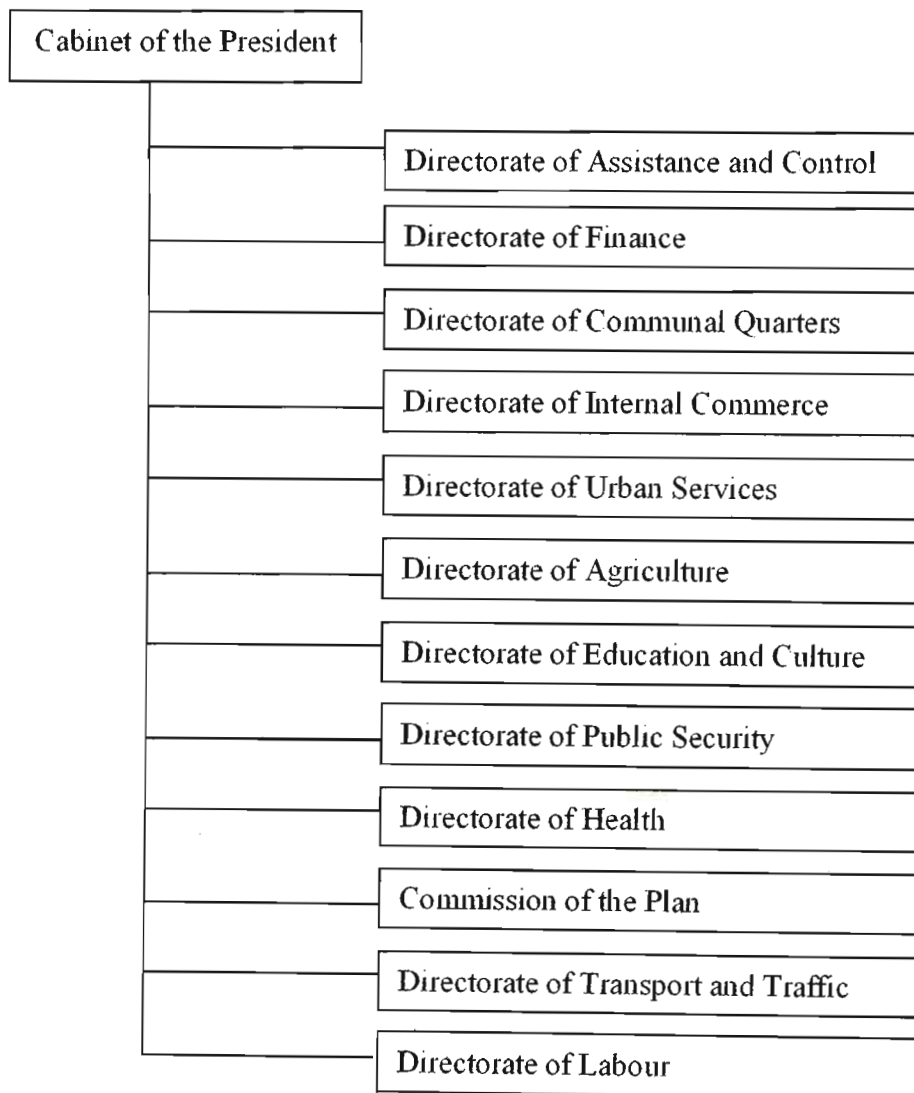 Cabinet of the President
Directorate of Assistance and Control
Directorate of Finance
Directorate of Communal Quarters
Directorate of Internal Commerce
Directorate of Urban Services
Directorate of Agriculture
Directorate of Education and Culture
Directorate of Public Security
Directorate of Health
Commission of the Plan
Directorate of Transport and Traffic
Directorate of Labour